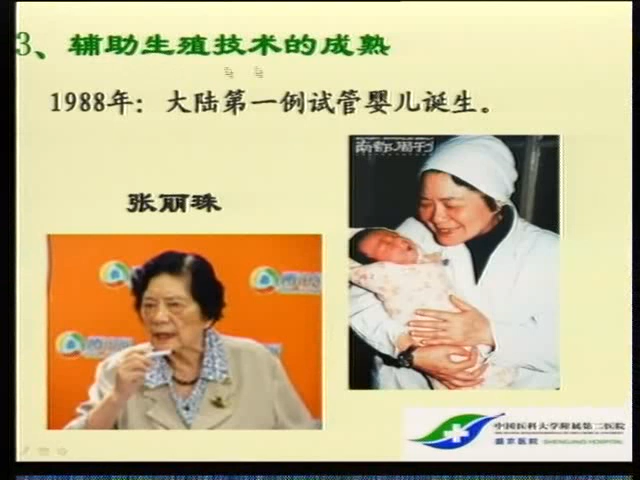 3、辅助生殖技术的成熟
1988年：大陆第一例试管婴儿诞生。
南都周刊
张丽珠
中国医科大学附属第二医院
盛京医院 SHENGJING HOSPITAL